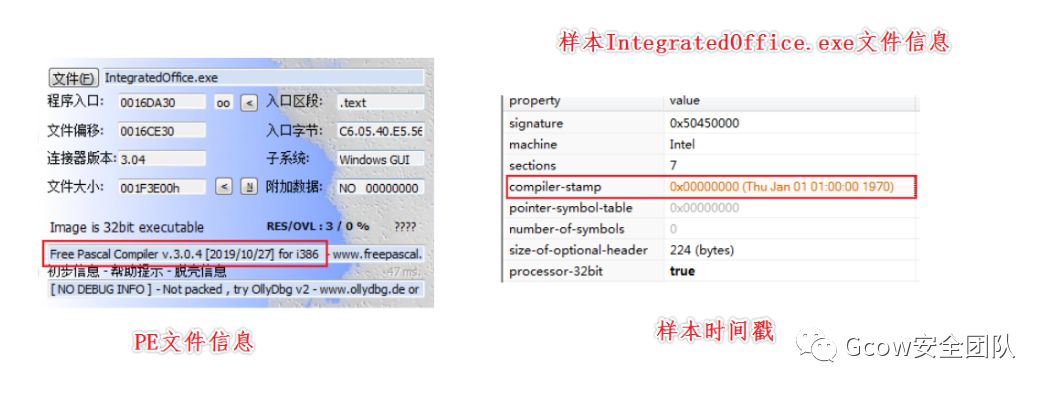 样本IntegratedOffice.exe文件信息
文件(F) IntegratedOffice.exe
程序入口: 0016DA30 oo < 入口区段: .text
文件偏移: 0016CE30 入口字节: C6.05.40.E5.5E
连接器版本: 3.04 子系统: Windows GUI
文件大小: 001F3E00h < N 附加数据: NO 00000000
Image is 32bit executable RES/OVL : 3 / 0 % ????
Free Pascal Compiler v.3.0.4 [2019/10/27] for i386 - www.freepascal.
初步信息 - 帮助提示 - 脱壳信息 47 ms.
[ NO DEBUG INFO ] - Not packed , try OllyDbg v2 - www.ollydbg.de or
PE文件信息
property value
signature 0x50450000
machine Intel
sections 7
compiler-stamp 0x00000000 (Thu Jan 01 01:00:00 1970)
pointer-symbol-table 0x00000000
number-of-symbols 0
size-of-optional-header 224 (bytes)
processor-32bit true
样本时间戳
Gcow安全团队